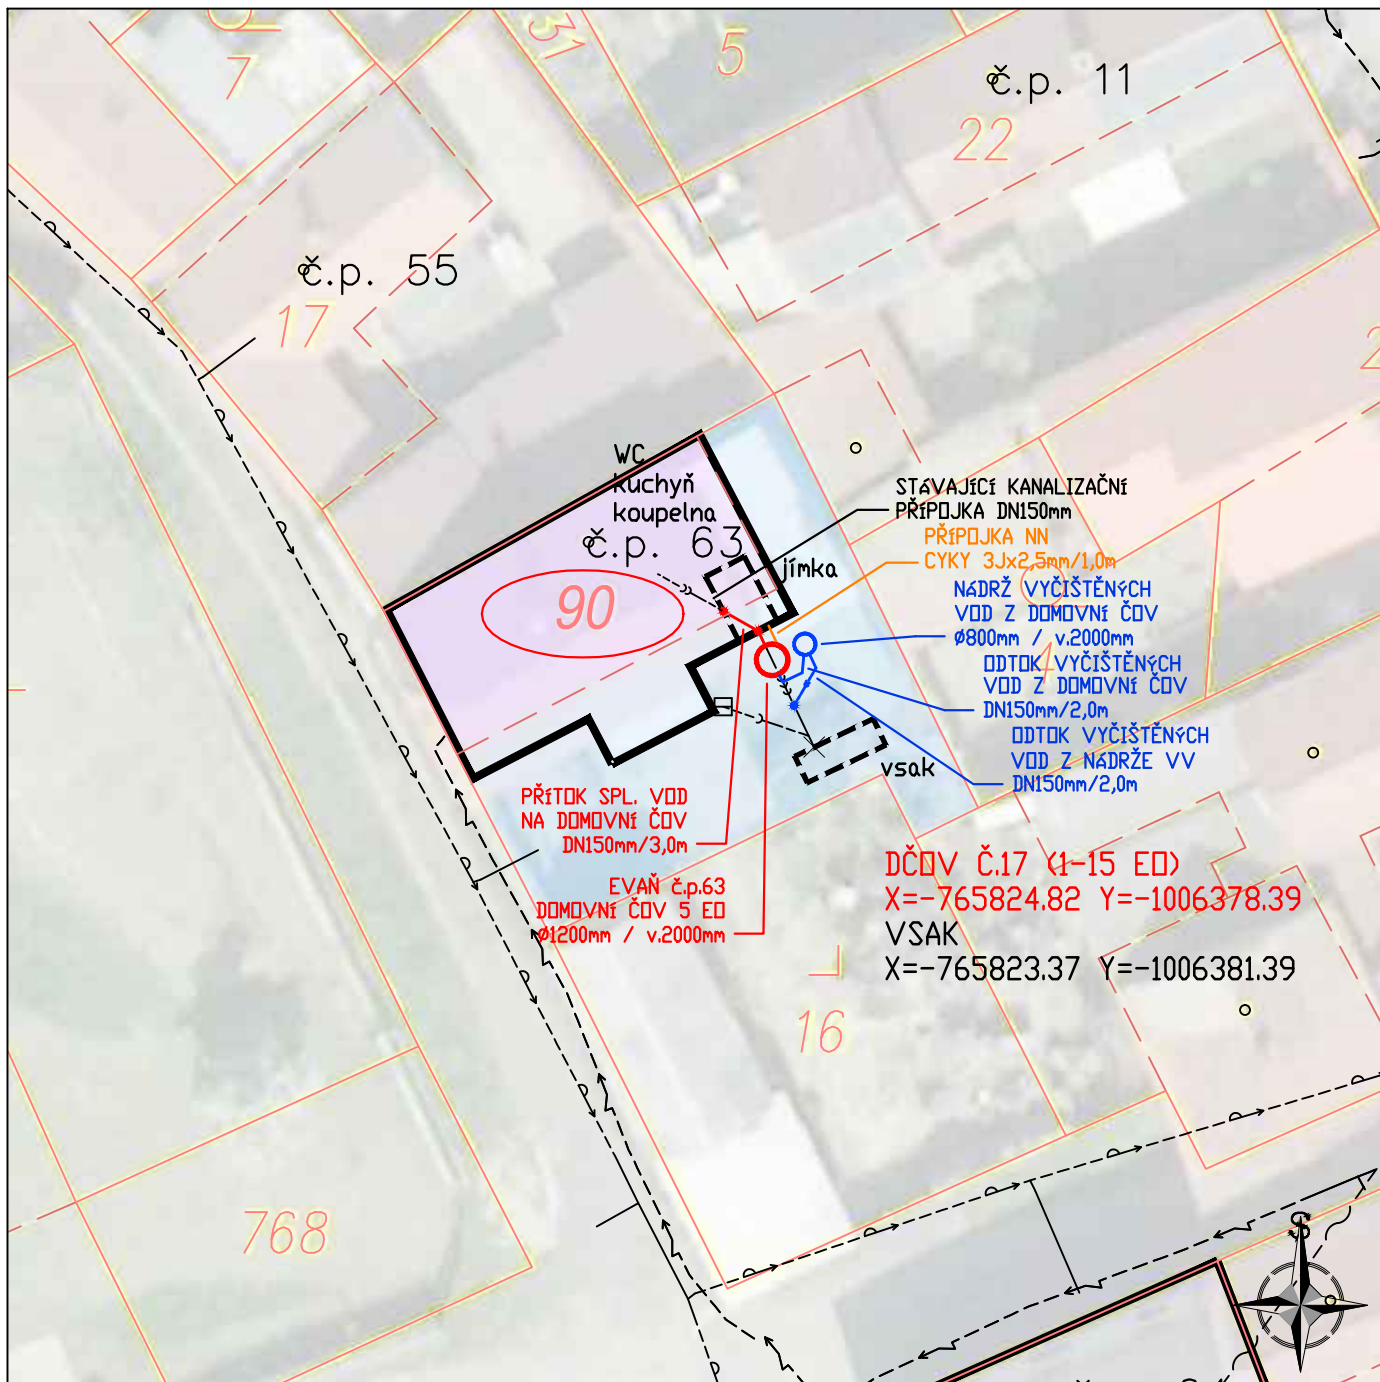 7
31
5
č.p. 11
22
č.p. 55
17
WC
kuchyň
koupelna
č.p. 63
90
jímka
STÁVAJÍCÍ KANALIZAČNÍ
PŘÍPOJKA DN150mm
PŘÍPOJKA NN
CYKY 3Jx2,5mm/1,0m
NÁDRŽ VYČIŠTĚNÝCH
VOD Z DOMOVNÍ ČOV
Ø800mm / v.2000mm
ODTOK VYČIŠTĚNÝCH
VOD Z DOMOVNÍ ČOV
DN150mm/2,0m
ODTOK VYČIŠTĚNÝCH
VOD Z NÁDRŽE VV
DN150mm/2,0m
vsak
PŘÍTOK SPL. VOD
NA DOMOVNÍ ČOV
DN150mm/3,0m
EVAŇ č.p.63
DOMOVNÍ ČOV 5 EO
Ø1200mm / v.2000mm
DČOV Č.17 (1-15 EO)
X=-765824.82 Y=-1006378.39
VSAK
X=-765823.37 Y=-1006381.39
16
768
S